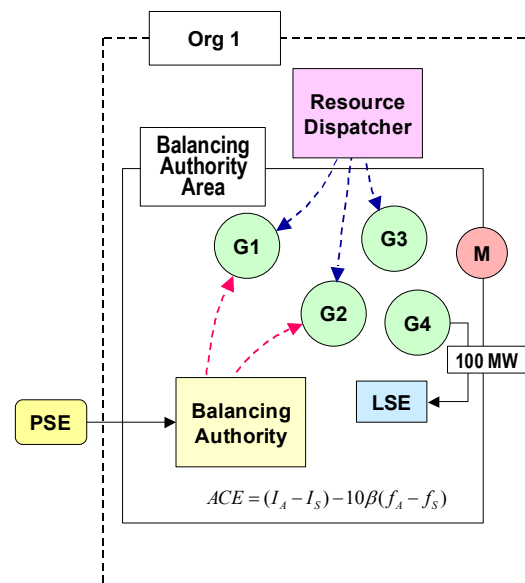 Org 1
Resource
Dispatcher
Balancing
Authority
Area
G1
G3
M
G2
G4
100 MW
LSE
PSE
Balancing
Authority
ACE = (I_A − I_S) − 10β(f_A − f_S)